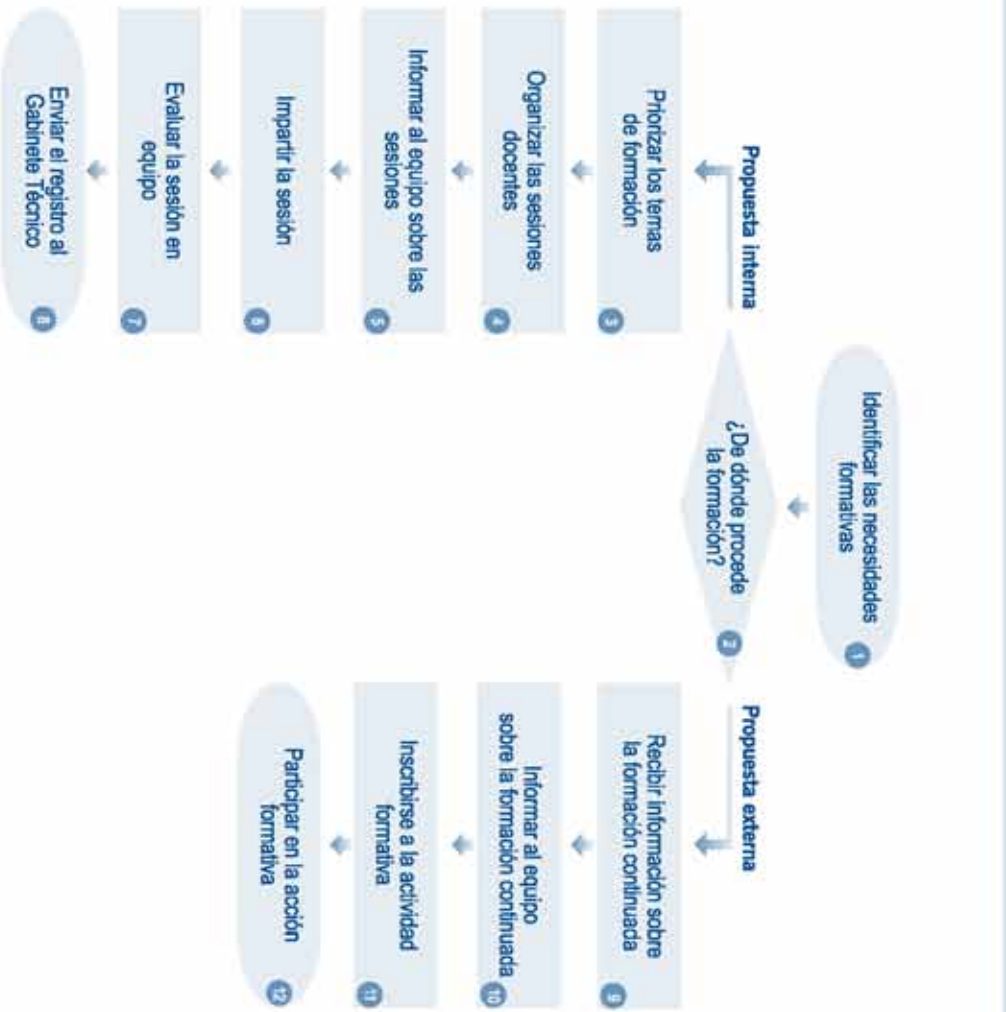 Identificar las necesidades
formativas
1
¿De dónde procede
la formación?
2
Propuesta interna
Priorizar los temas
de formación
3
Organizar las sesiones
docentes
4
Informar al equipo sobre las
sesiones
5
Impartir la sesión
6
Evaluar la sesión en
equipo
7
Enviar el registro al
Gabinete Técnico
8
Propuesta externa
Recibir información sobre
la formación continuada
9
Informar al equipo
sobre la formación continuada
10
Inscribirse a la actividad
formativa
11
Participar en la acción
formativa
12